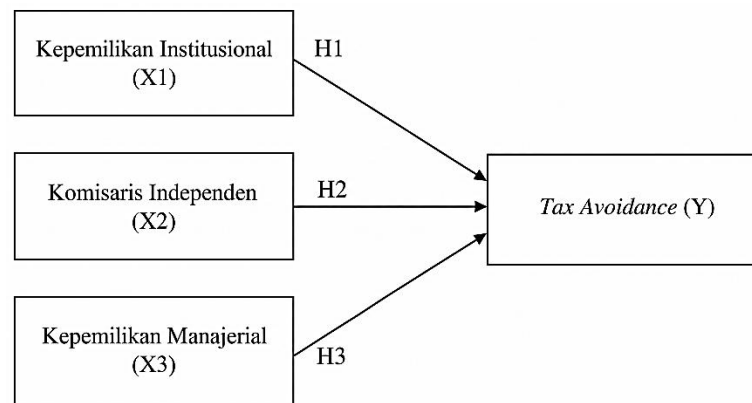 Kepemilikan Institusional
(X1)
H1
Komisaris Independen
(X2)
H2
Tax Avoidance (Y)
Kepemilikan Manajerial
(X3)
H3